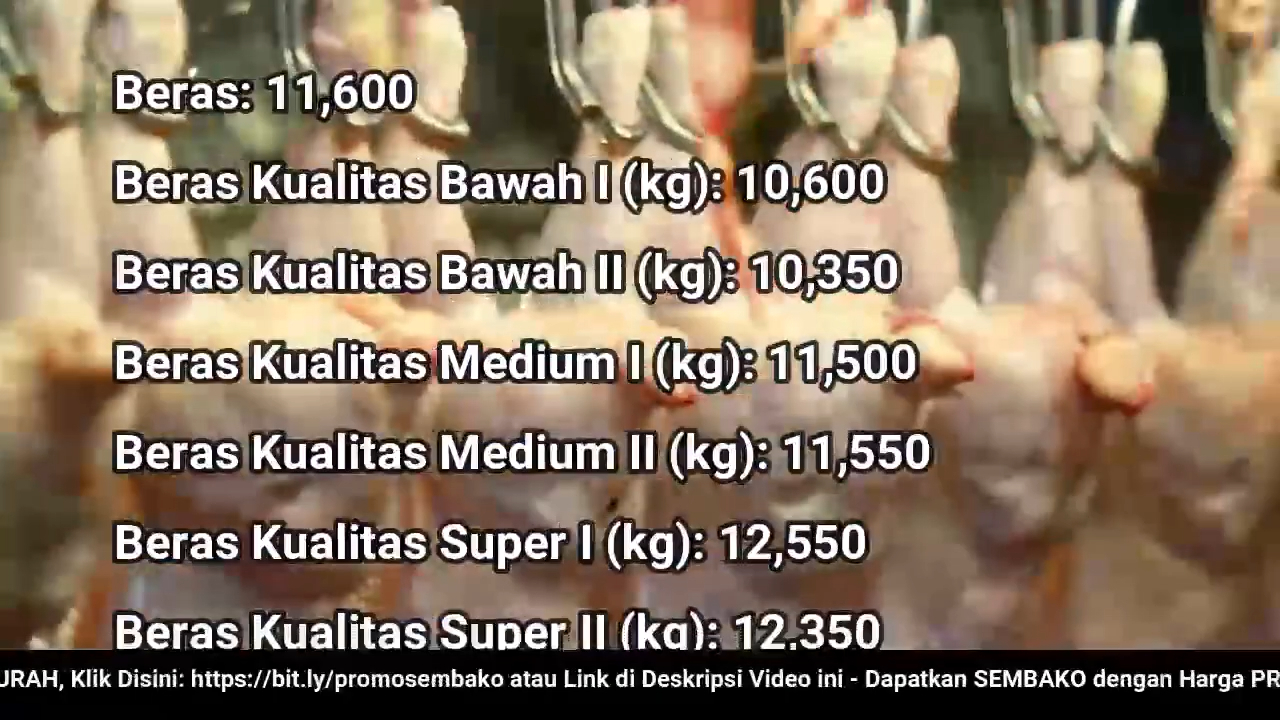 Beras: 11,600
Beras Kualitas Bawah I (kg): 10,600
Beras Kualitas Bawah II (kg): 10,350
Beras Kualitas Medium I (kg): 11,500
Beras Kualitas Medium II (kg): 11,550
Beras Kualitas Super I (kg): 12,550
Beras Kualitas Super II (kg): 12,350
URAH, Klik Disini: https://bit.ly/promosembako atau Link di Deskripsi Video ini - Dapatkan SEMBAKO dengan Harga PR